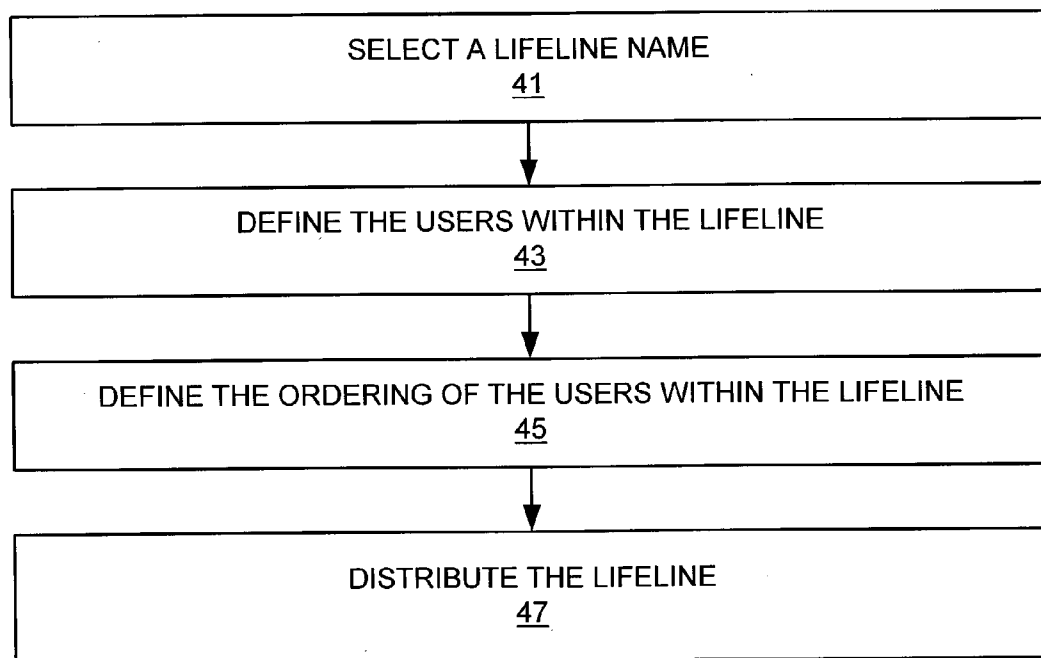 SELECT A LIFELINE NAME
41
DEFINE THE USERS WITHIN THE LIFELINE
43
DEFINE THE ORDERING OF THE USERS WITHIN THE LIFELINE
45
DISTRIBUTE THE LIFELINE
47